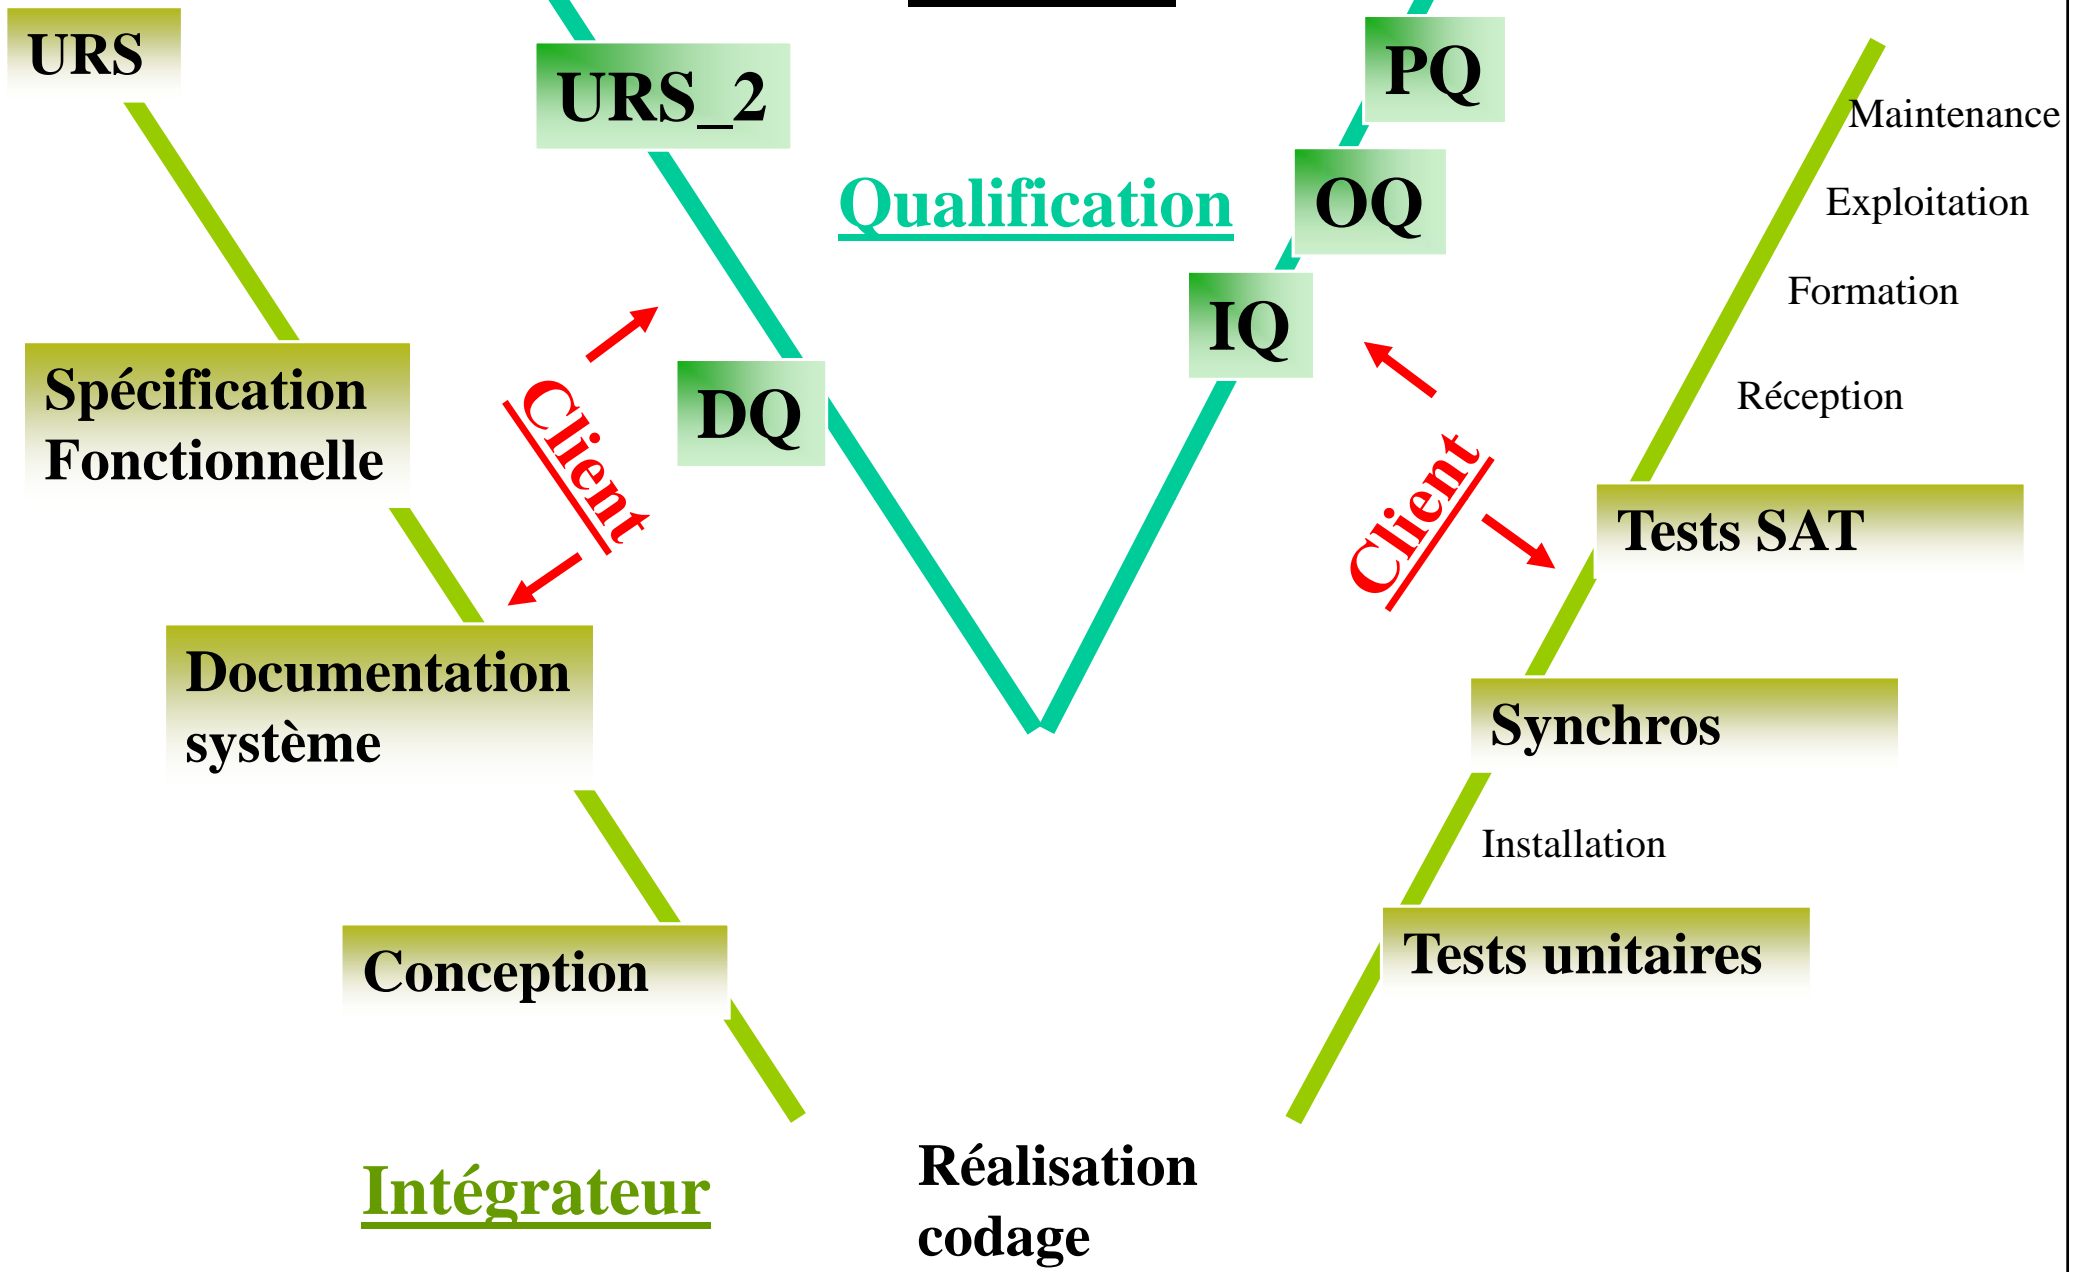 URS
URS_2
PQ
Maintenance
Qualification
OQ
Exploitation
Formation
IQ
Spécification
Fonctionnelle
Client
DQ
Client
Réception
Tests SAT
Documentation
système
Synchros
Installation
Conception
Tests unitaires
Intégrateur
Réalisation
codage